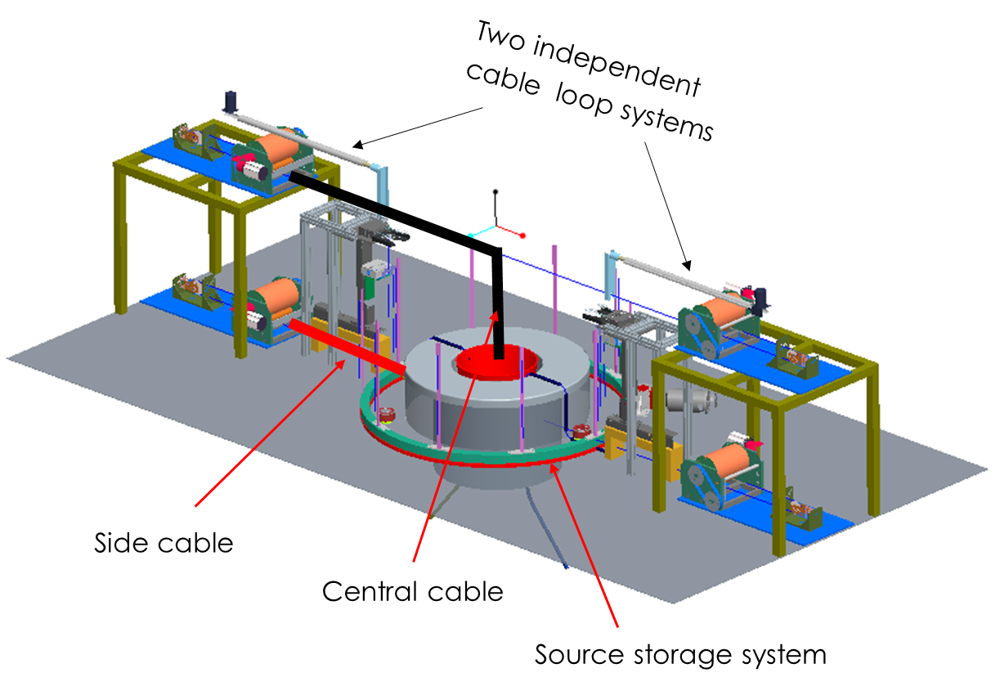 Two independent
cable loop systems
Side cable
Central cable
Source storage system